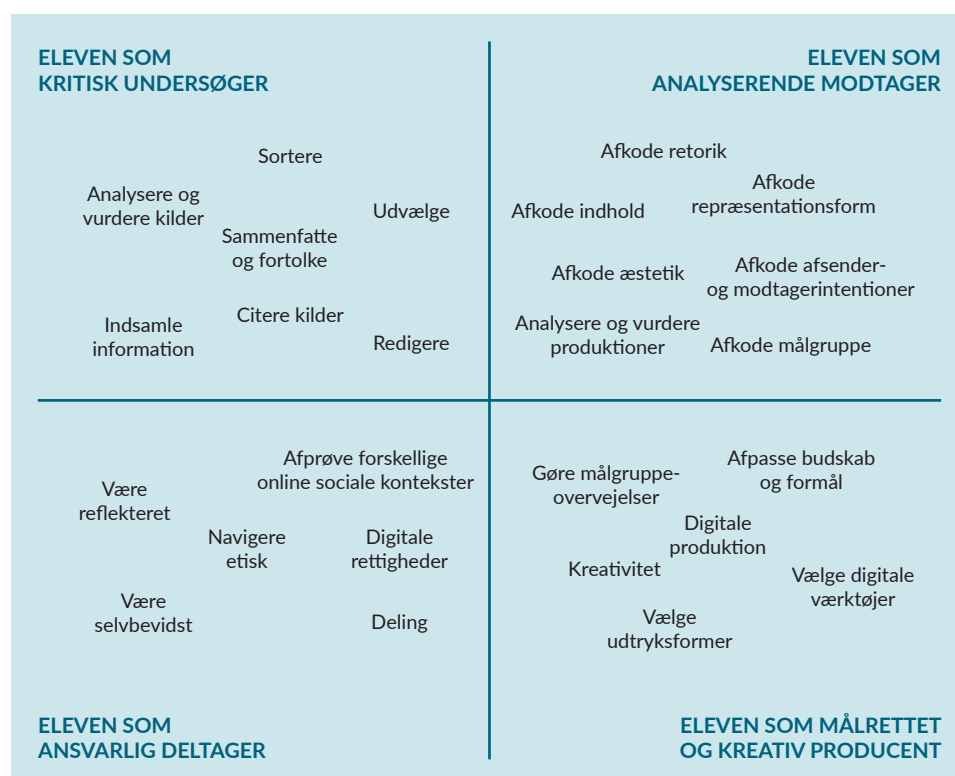 ELEVEN SOM
KRITISK UNDERSØGER
Sortere
Analysere og
vurdere kilder
Udvælge
Sammenfatte
og fortolke
Citere kilder
Indsamle
information
Redigere
ELEVEN SOM
ANALYSERENDE MODTAGER
Afkode retorik
Afkode
repræsentationsform
Afkode indhold
Afkode æstetik
Afkode afsender-
og modtagerintentioner
Analysere og vurdere
produktioner
Afkode målgruppe
Afprøve forskellige
online sociale kontekster
Være
reflekteret
Navigere
etisk
Digitale
rettigheder
Være
selvbevidst
Deling
ELEVEN SOM
ANSVARLIG DELTAGER
Gøre målgruppe-
overvejelser
Afpasse budskab
og formål
Digitale
produktion
Kreativitet
Vælge digitale
værktøjer
Vælge
udtryksformer
ELEVEN SOM MÅLRETTET
OG KREATIV PRODUCENT